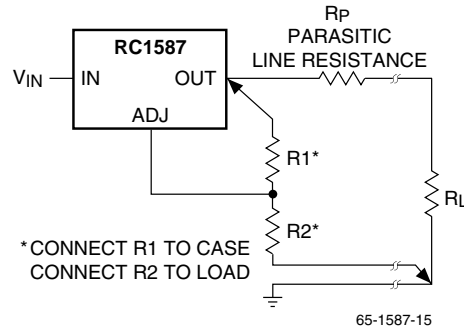 RP
PARASITIC
LINE RESISTANCE
RC1587
VIN
IN
OUT
ADJ
R1*
RL
R2*
*CONNECT R1 TO CASE
CONNECT R2 TO LOAD
65-1587-15